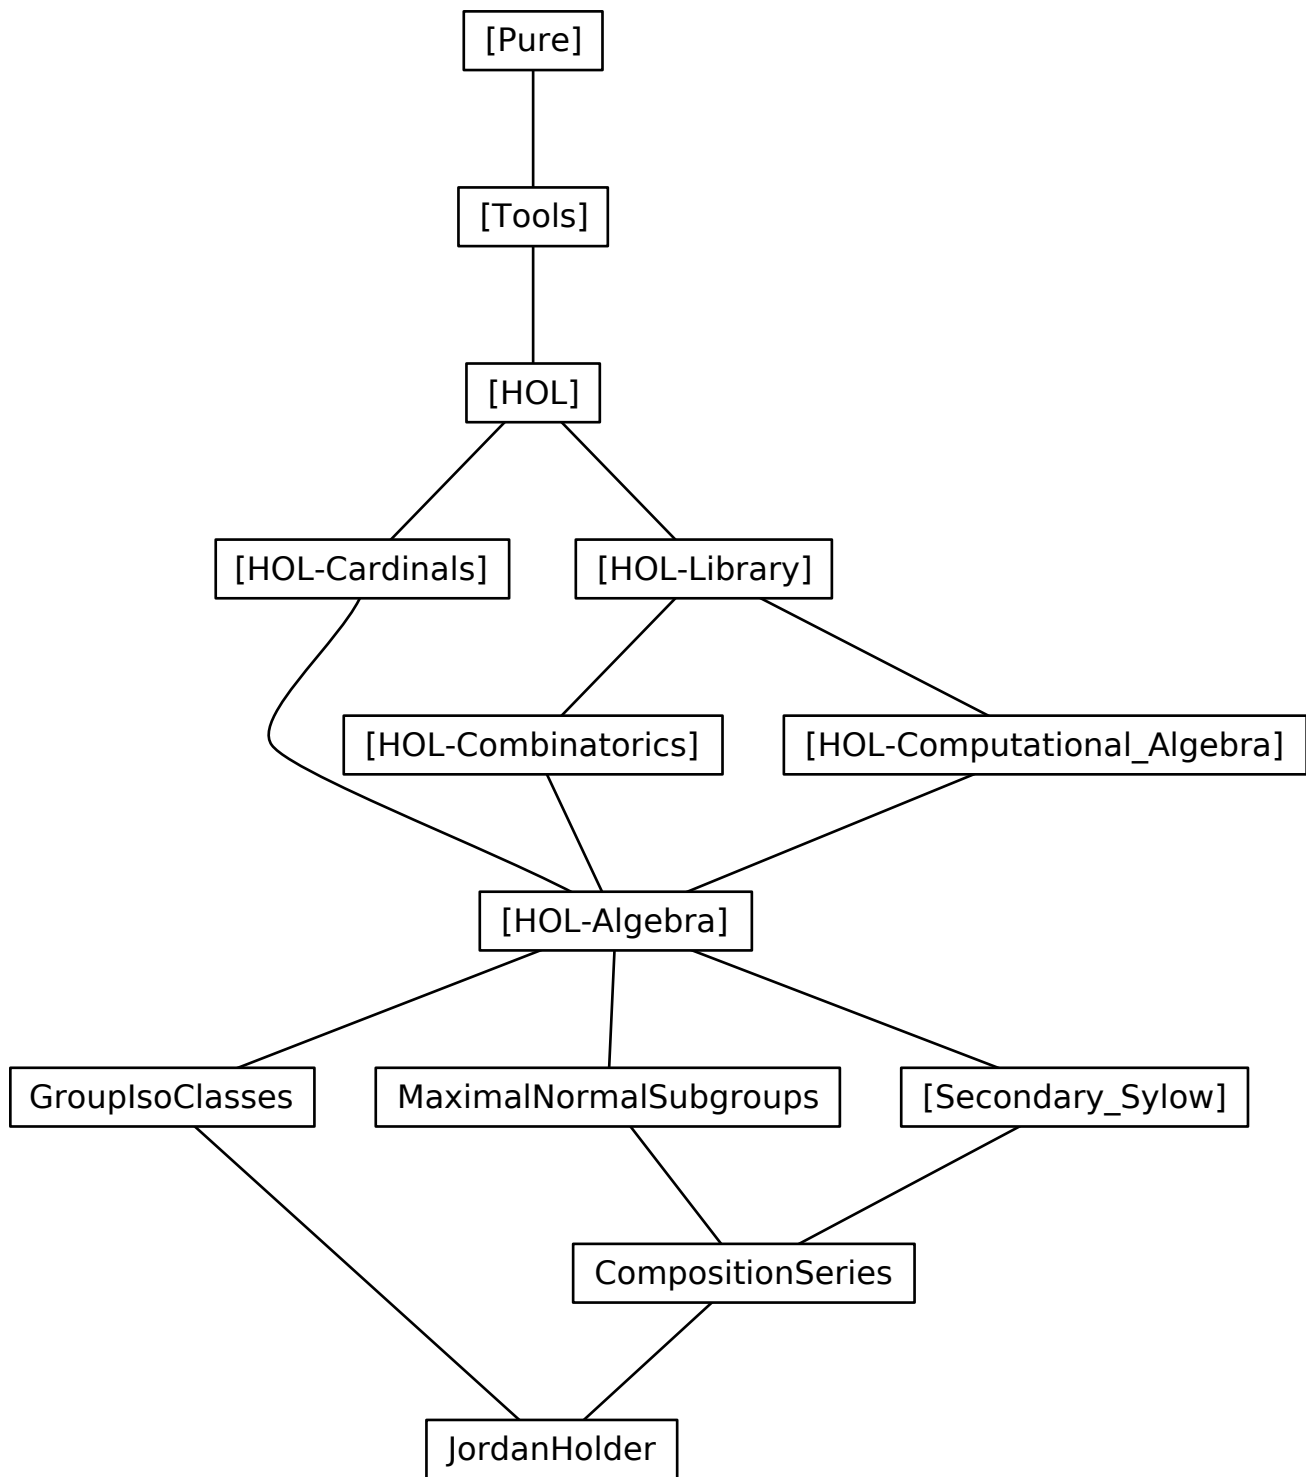 [Pure]
[Tools]
[HOL]
[HOL-Cardinals]
[HOL-Library]
[HOL-Combinatorics]
[HOL-Computational_Algebra]
[HOL-Algebra]
GroupIsoClasses
MaximalNormalSubgroups
[Secondary_Sylow]
CompositionSeries
JordanHolder